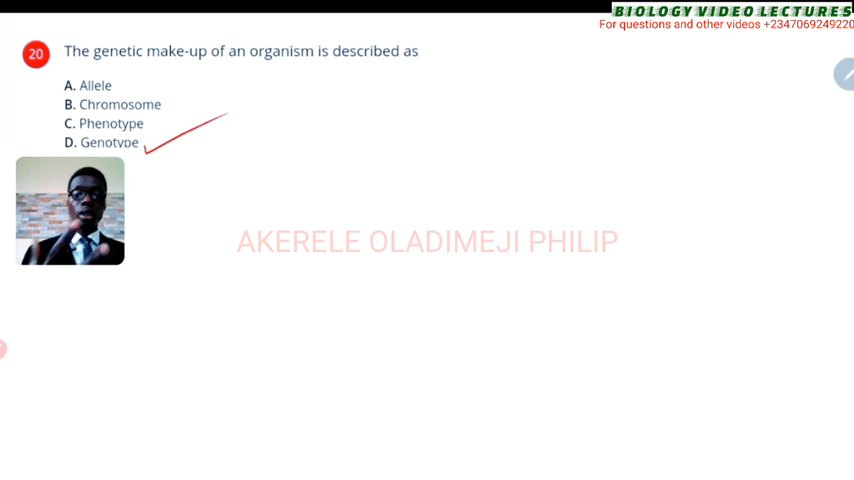 BIOLOGY VIDEO LECTURES
For questions and other videos +2347069249220
20 The genetic make-up of an organism is described as
A. Allele
B. Chromosome
C. Phenotype
D. Genotype
AKERELE OLADIMEJI PHILIP